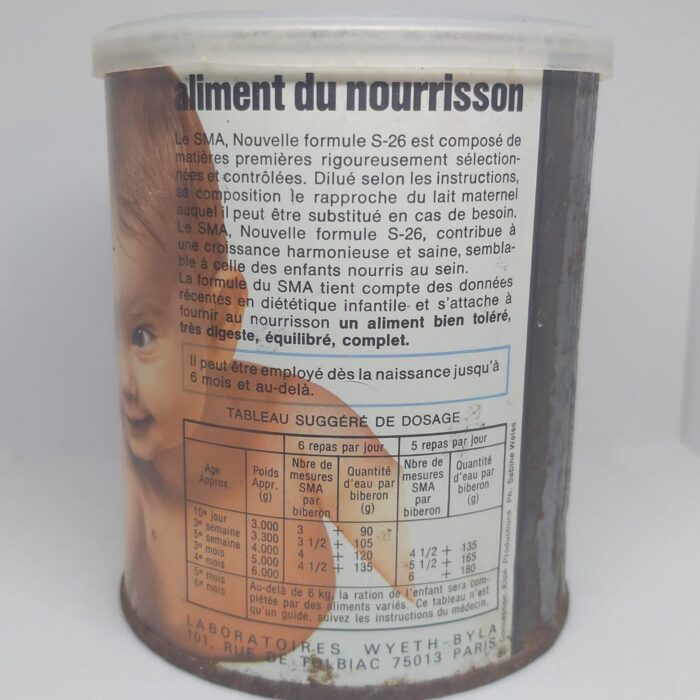 aliment du nourrisson
Le SMA, Nouvelle formule S-26 est composé de
matières premières rigoureusement sélection-
nées et contrôlées. Dilué selon les instructions,
sa composition le rapproche du lait maternel
auquel il peut être substitué en cas de besoin.
Le SMA, Nouvelle formule S-26, contribue à
une croissance harmonieuse et saine, sembla-
ble à celle des enfants nourris au sein.
La formule du SMA tient compte des données
récentes en diététique infantile et s'attache à
fournir au nourrisson un aliment bien toléré,
très digeste, équilibré, complet.
Il peut être employé dès la naissance jusqu'à
6 mois et au-delà.
TABLEAU SUGGÉRÉ DE DOSAGE
6 repas par jour 5 repas par jour
Age Approx. Poids Appr. (g) Nbre de mesures SMA par biberon Quantité d'eau par biberon (g) Nbre de mesures SMA par biberon Quantité d'eau par biberon (g)
10e jour 3.000 3 + 90
3e semaine 3.300 3 1/2 + 105
5e semaine 4.000 4 + 120 4 1/2 + 135
3e mois 5.000 4 1/2 + 135 5 1/2 + 165
4e mois 6.000 6 + 180
5e mois
6e mois
Au-delà de 6 kg, la ration de l'enfant sera com-
plétée par des aliments variés. Ce tableau n'est
qu'un guide, suivez les instructions du médecin.
LABORATOIRES WYETH-BYLA
101, RUE DE TOLBIAC 75013 PARIS
Productions Ph. Sabine Weiss